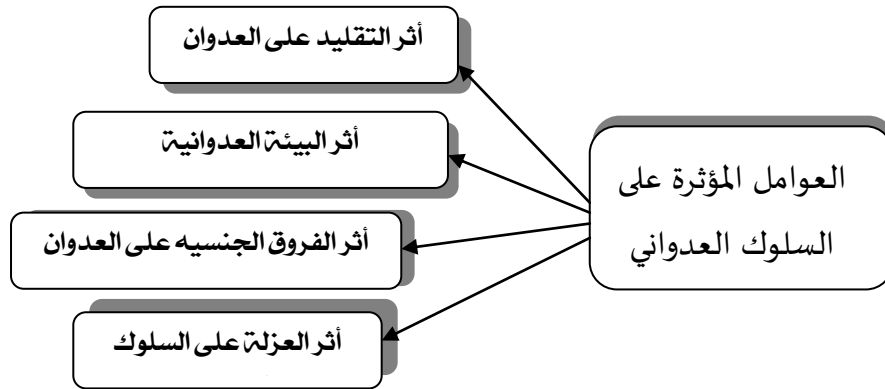 أثر التقليد على العدوان
أثر البيئة العدوانية
العوامل المؤثرة على
السلوك العدواني
أثر الفروق الجنسيه على العدوان
أثر العزلة على السلوك